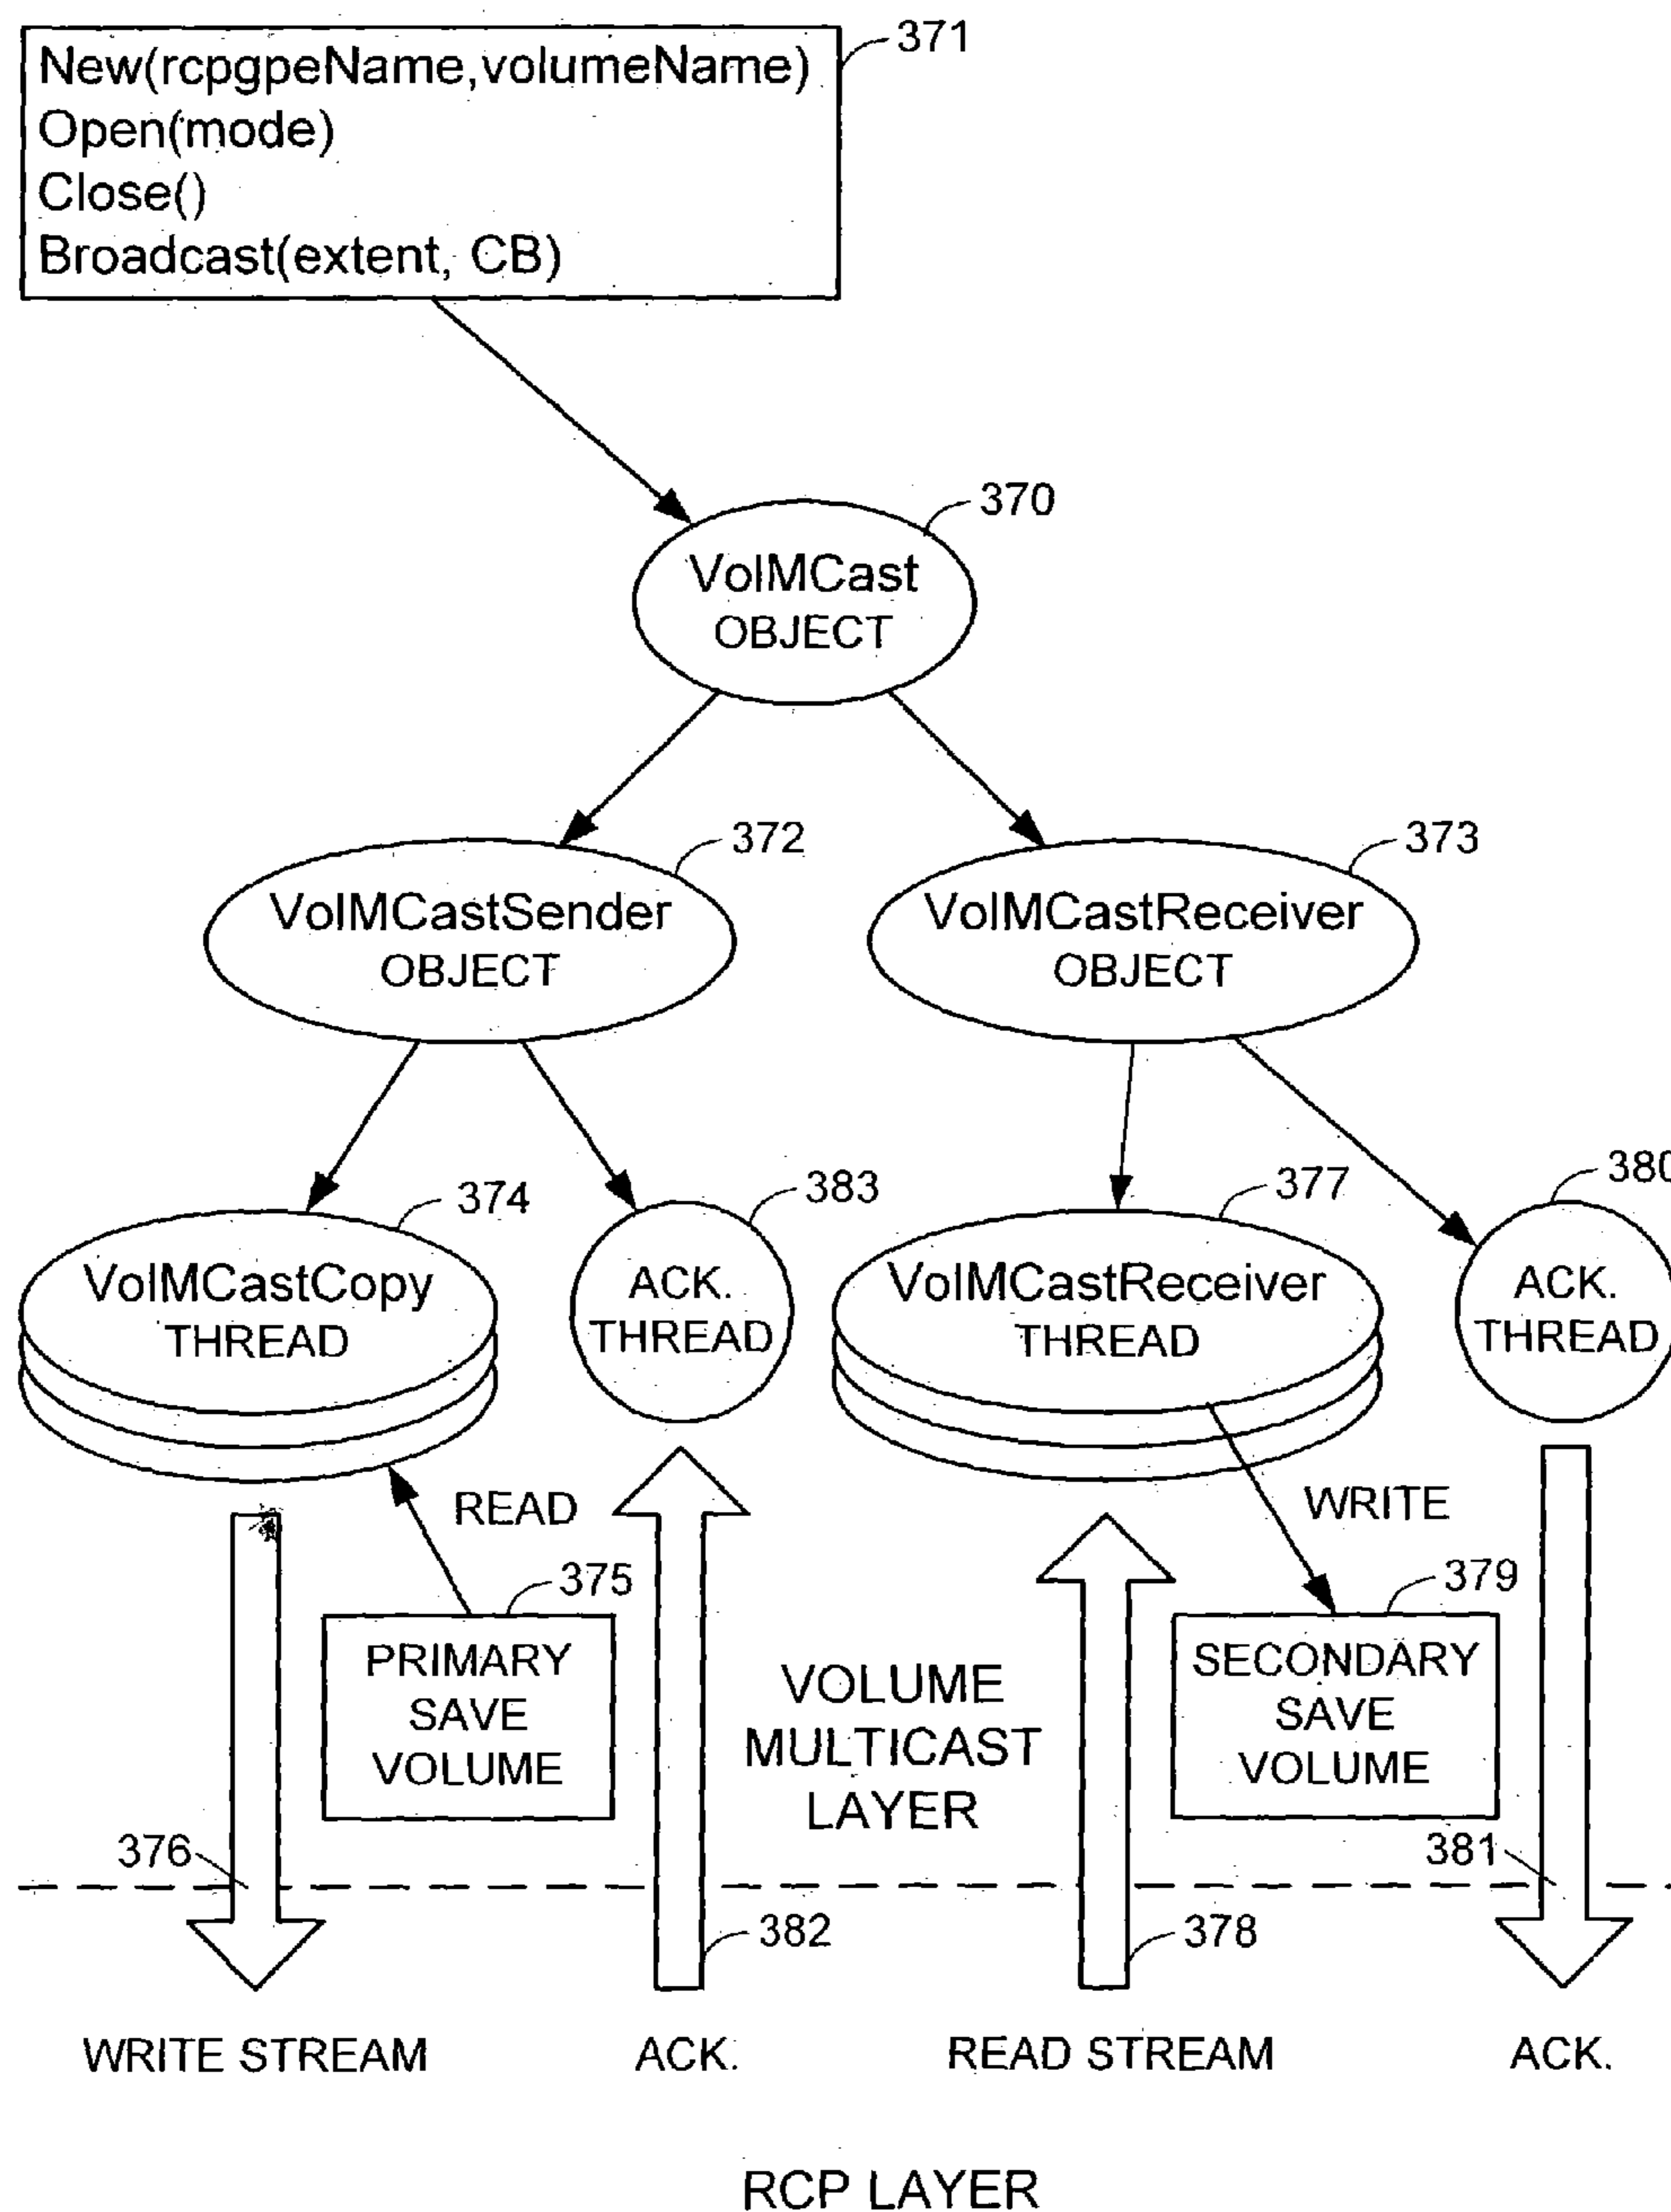 371
New(rcpgpeName,volumeName)
Open(mode)
Close()
Broadcast(extent, CB)
370
VolMCast
OBJECT
372
VolMCastSender
OBJECT
373
VolMCastReceiver
OBJECT
374
VolMCastCopy
THREAD
383
ACK.
THREAD
377
VolMCastReceiver
THREAD
380
ACK.
THREAD
READ
WRITE
375
PRIMARY
SAVE
VOLUME
VOLUME
MULTICAST
LAYER
379
SECONDARY
SAVE
VOLUME
376
381
382
378
WRITE STREAM
ACK.
READ STREAM
ACK.
RCP LAYER